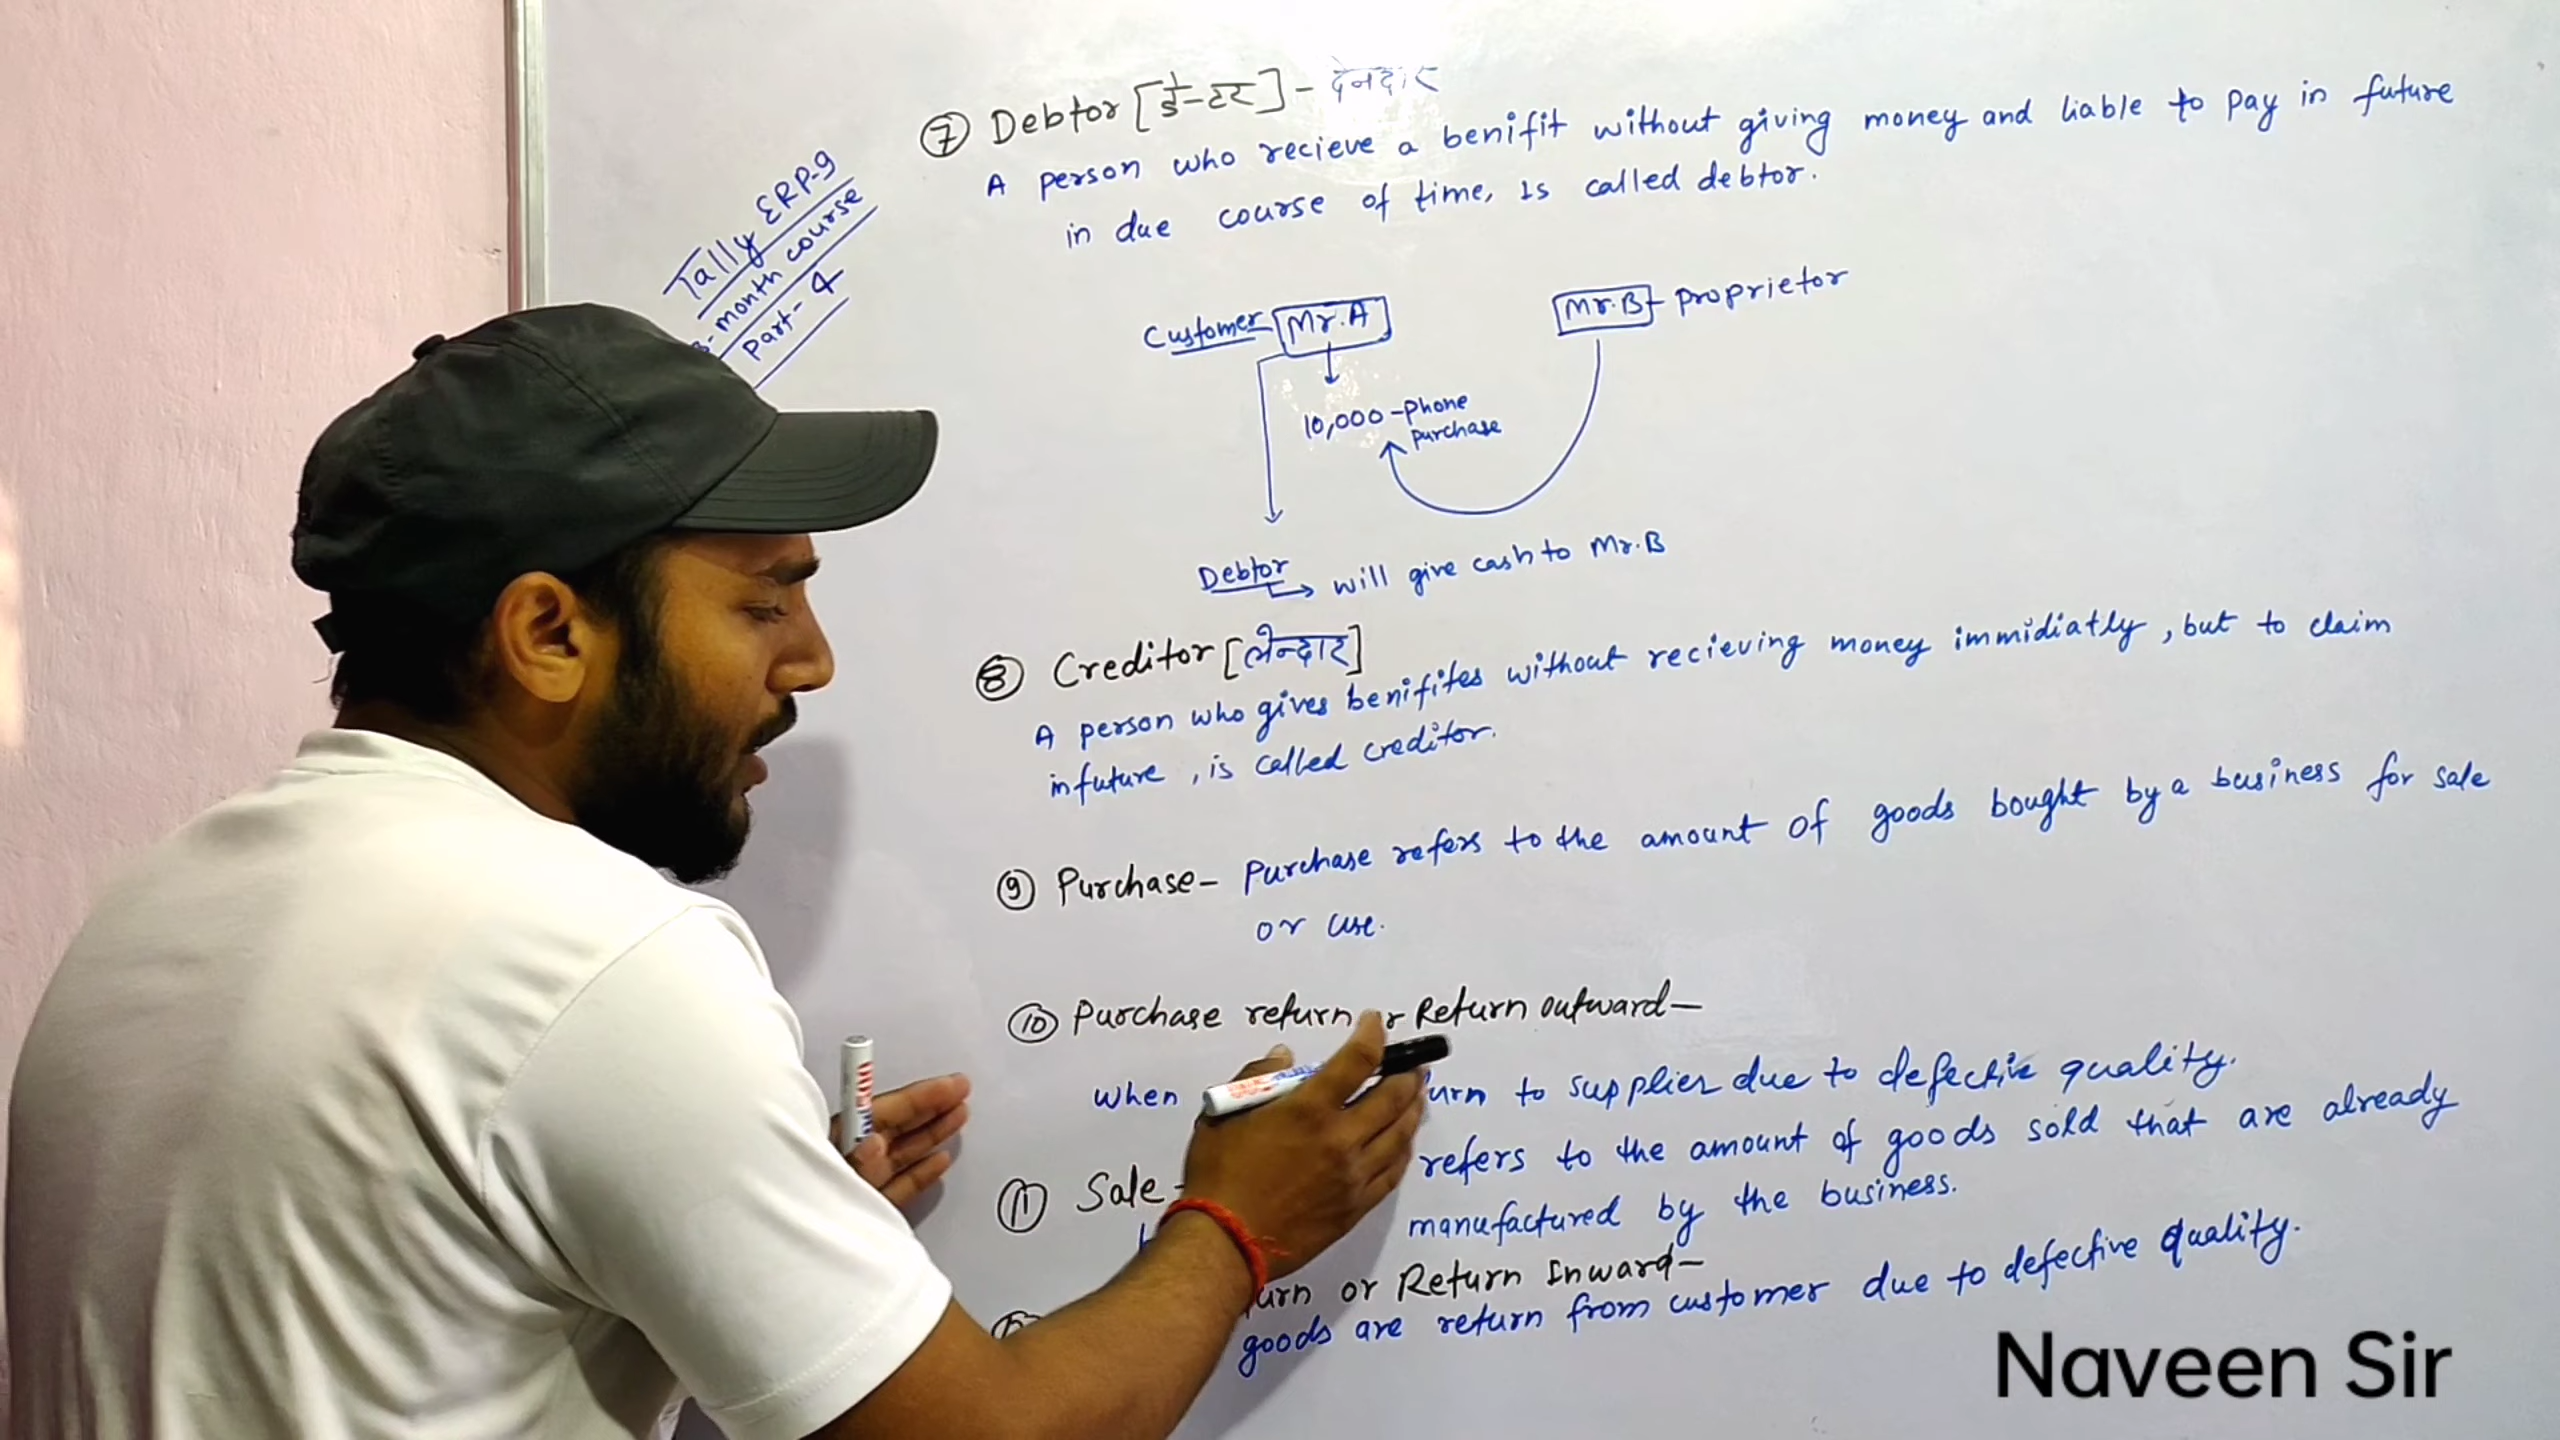 Tally ERP-9
month course
Part-4
⑦ Debtor [डे-टर] - देनदार
A person who recieve a benifit without giving money and liable to pay in future
in due course of time, is called debtor.
Customer Mr.A
Mr.B - proprietor
10,000 - Phone
purchase
Debtor
will give cash to Mr.B
⑧ Creditor [लेन्दार]
A person who gives benifites without recieving money immidiatly, but to claim
in future, is called creditor.
⑨ Purchase - Purchase refers to the amount of goods bought by a business for sale
or use.
⑩ Purchase return or Return outward -
when urn to supplier due to defective quality.
⑪ Sale - refers to the amount of goods sold that are already
manufactured by the business.
urn or Return Inward -
goods are return from customer due to defective quality.
Naveen Sir